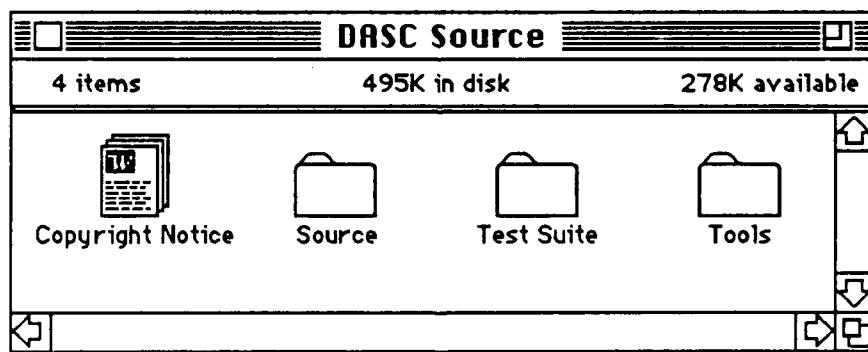 DASC Source
4 items 495K in disk 278K available
Copyright Notice Source Test Suite Tools